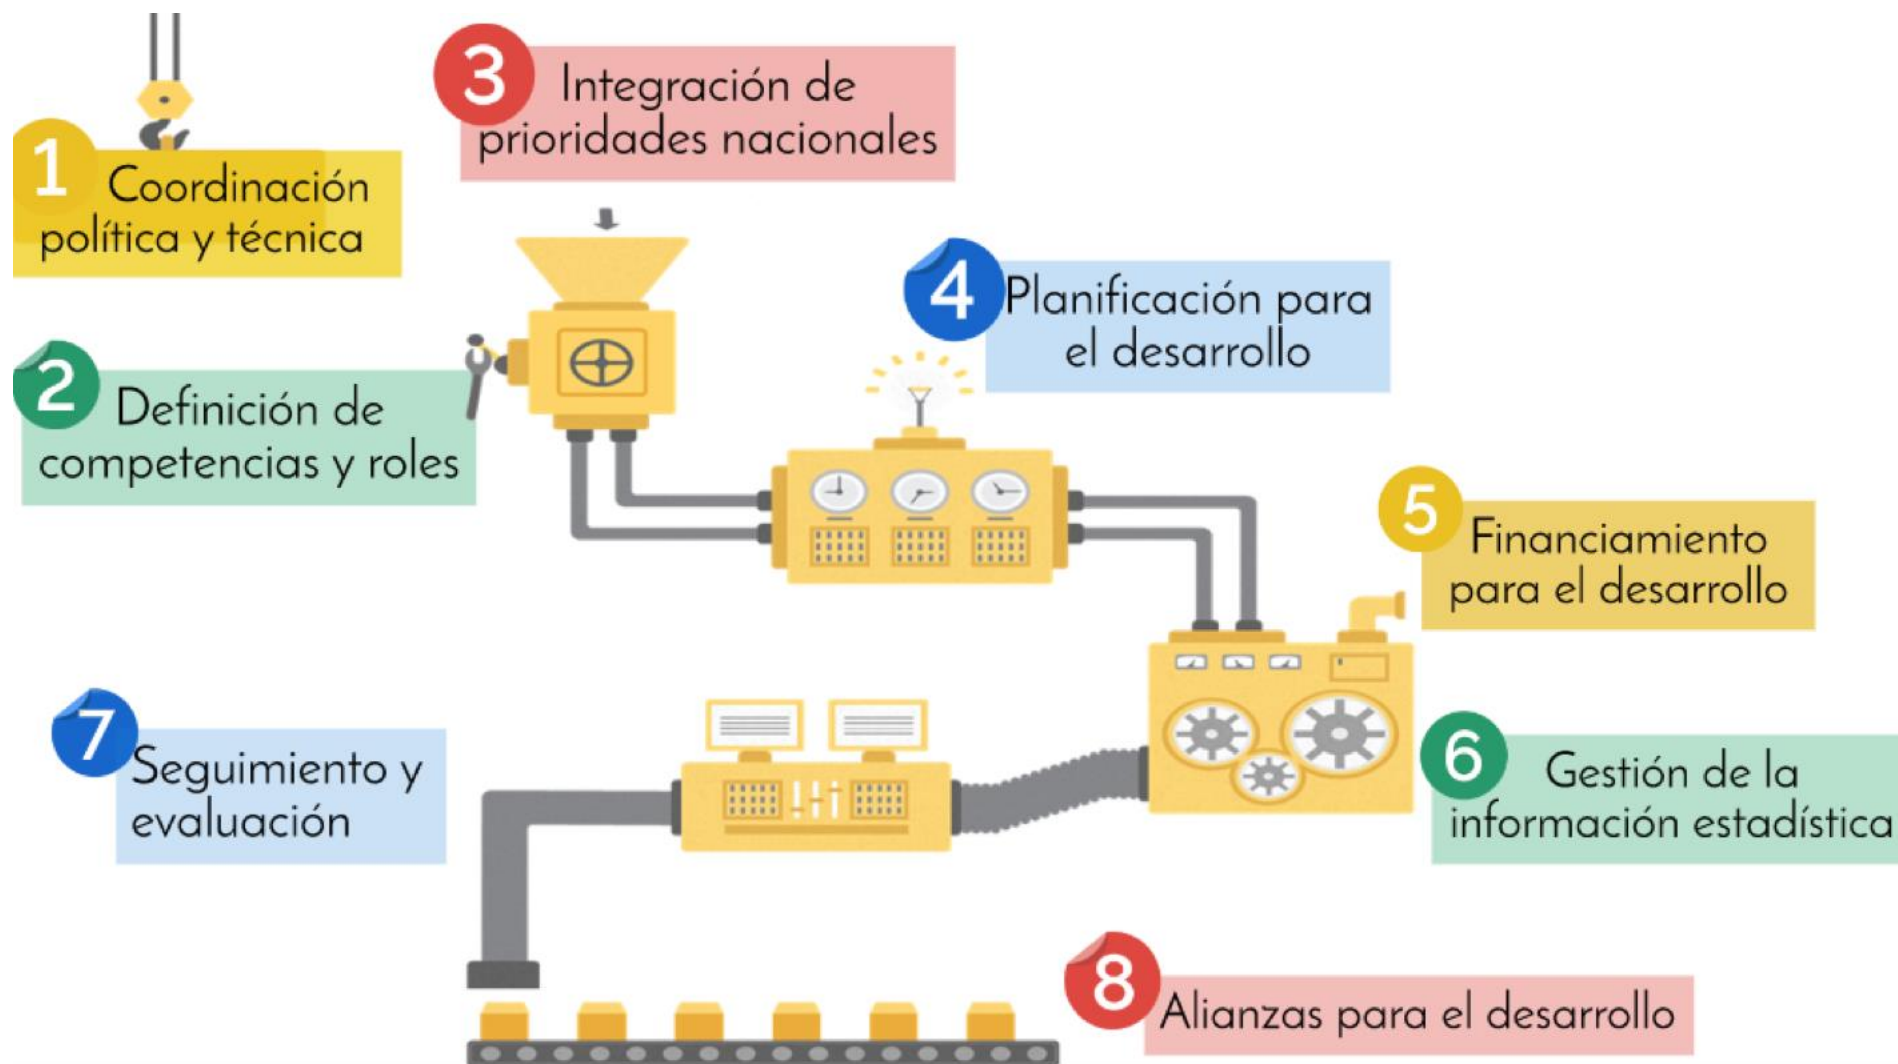 1
Coordinación
política y técnica
2
Definición de
competencias y roles
3
Integración de
prioridades nacionales
4
Planificación para
el desarrollo
5
Financiamiento
para el desarrollo
6
Gestión de la
información estadística
7
Seguimiento y
evaluación
8
Alianzas para el desarrollo